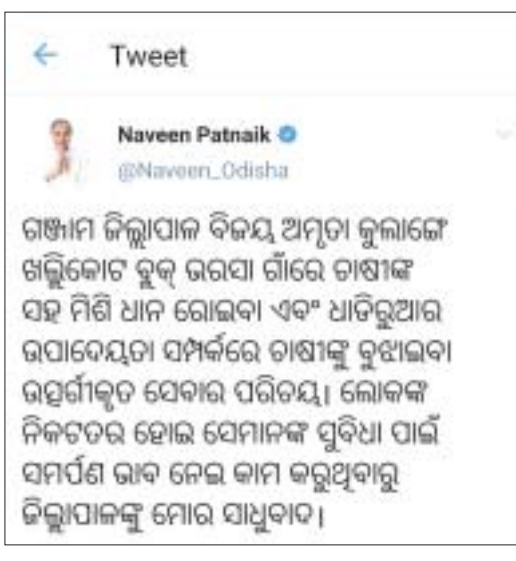 Tweet
Naveen Patnaik
@Naveen_Odisha
ଗଞ୍ଜାମ ଜିଲ୍ଲାପାଳ ବିଜୟ ଅମୃତା କୁଲାଙ୍ଗେ
ଖଲ୍ଲିକୋଟ ବ୍ଲକ୍ ଭରସା ଗାଁରେ ଚାଷୀଙ୍କ
ସହ ମିଶି ଧାନ ରୋଇବା ଏବଂ ଧାଡିରୁଆର
ଉପାଦେୟତା ସମ୍ପର୍କରେ ଚାଷୀଙ୍କୁ ବୁଝାଇବା
ଉତ୍ସର୍ଗୀକୃତ ସେବାର ପରିଚୟ। ଲୋକଙ୍କ
ନିକଟତର ହୋଇ ସେମାନଙ୍କ ସୁବିଧା ପାଇଁ
ସମର୍ପଣ ଭାବ ନେଇ କାମ କରୁଥିବାରୁ
ଜିଲ୍ଲାପାଳଙ୍କୁ ମୋର ସାଧୁବାଦ।